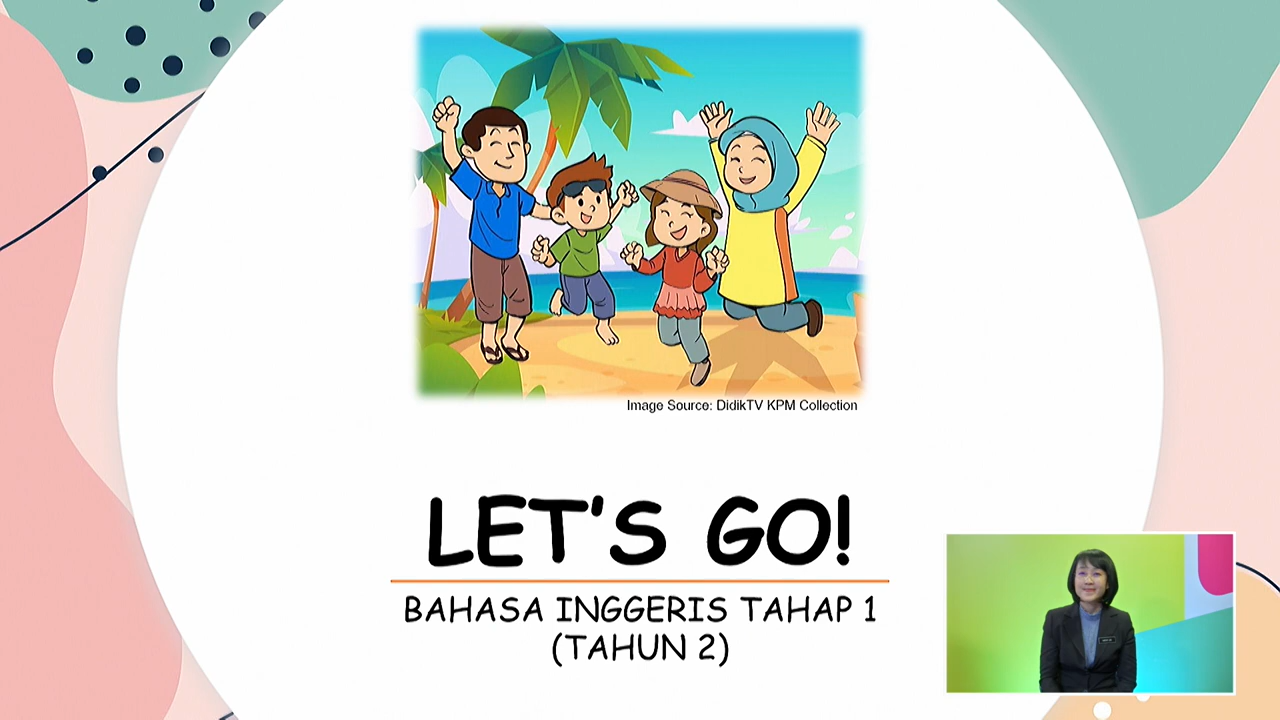 Image Source: DidikTV KPM Collection
LET'S GO!
BAHASA INGGERIS TAHAP 1
(TAHUN 2)